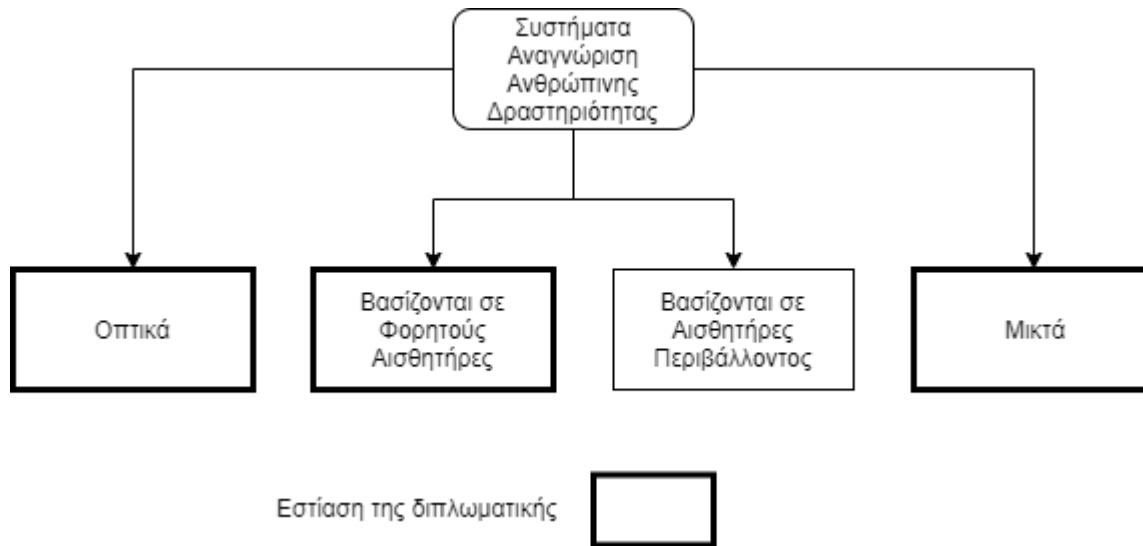 Συστήματα
Αναγνώριση
Ανθρώπινης
Δραστηριότητας
Οπτικά
Βασίζονται σε
Φορητούς
Αισθητήρες
Βασίζονται σε
Αισθητήρες
Περιβάλλοντος
Μικτά
Εστίαση της διπλωματικής